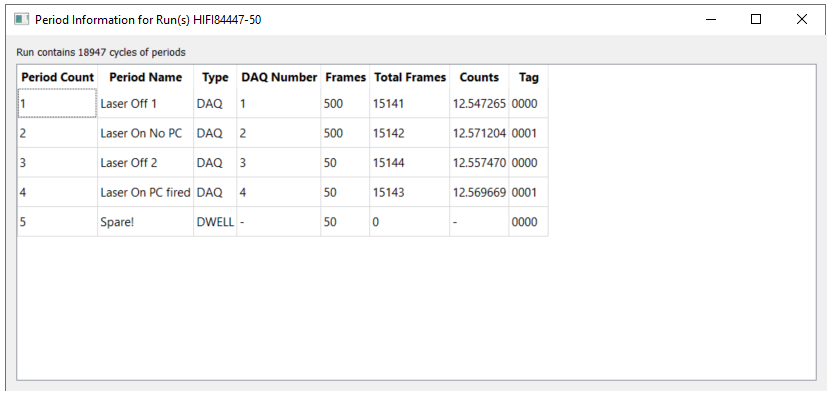 Period Information for Run(s) HIFI84447-50
Run contains 18947 cycles of periods
Period Count Period Name Type DAQ Number Frames Total Frames Counts Tag
1 Laser Off 1 DAQ 1 500 15141 12.547265 0000
2 Laser On No PC DAQ 2 500 15142 12.571204 0001
3 Laser Off 2 DAQ 3 50 15144 12.557470 0000
4 Laser On PC fired DAQ 4 50 15143 12.569669 0001
5 Spare! DWELL - 50 0 - 0000